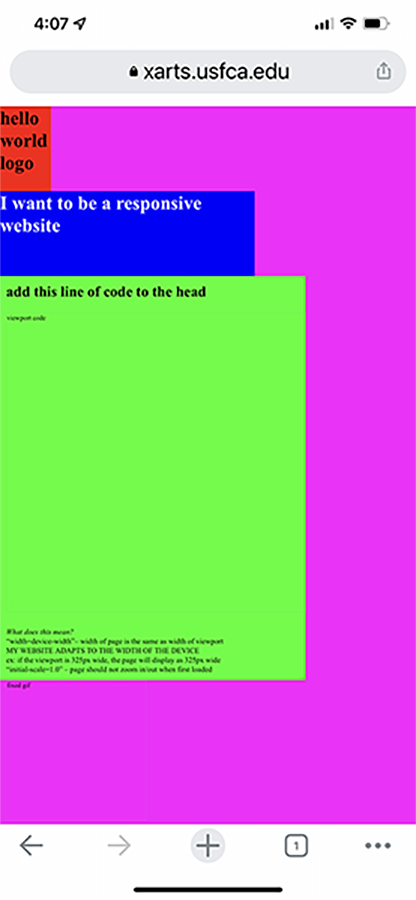 4:07
xarts.usfca.edu
hello
world
logo
I want to be a responsive
website
add this line of code to the head
viewport code
What does this mean?
"width=device-width"– width of page is the same as width of viewport
MY WEBSITE ADAPTS TO THE WIDTH OF THE DEVICE
ex: if the viewport is 325px wide, the page will display as 325px wide
"initial-scale=1.0" – page should not zoom in/out when first loaded
fixed gif
1